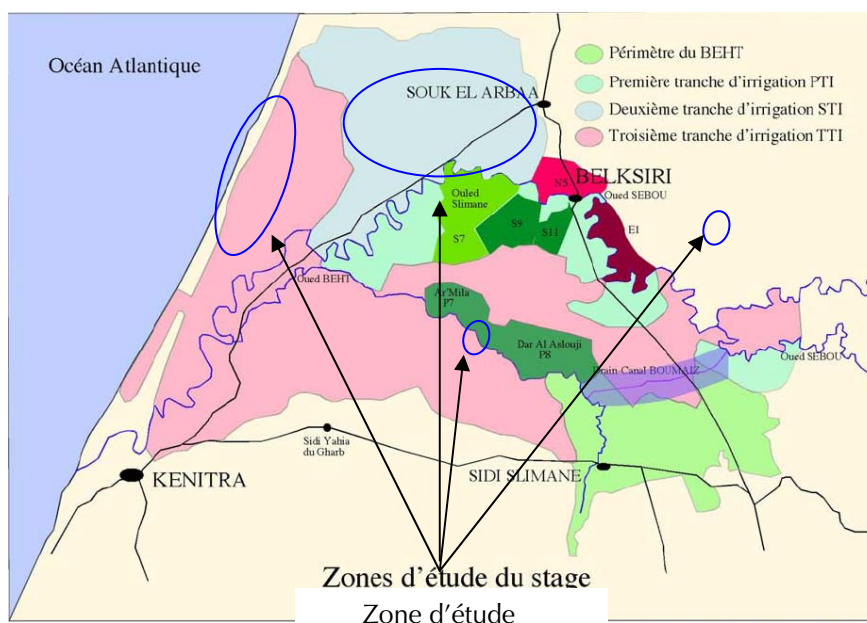 Océan Atlantique
Périmètre du BEHT
Première tranche d'irrigation PTI
Deuxième tranche d'irrigation STI
Troisième tranche d'irrigation TTI
SOUK EL ARBAA
N5
BELKSIRI
Oued SEBOU
Ouled
Slimane
S7
S9
S11
E1
Oued BEHT
Ar'Mila
P7
Dar Al Aslouji
P8
Drain-Canal BOUMAIZ
Oued SEBOU
Sidi Yahia
du Gharb
KENITRA
SIDI SLIMANE
Zones d'étude du stage
Zone d'étude